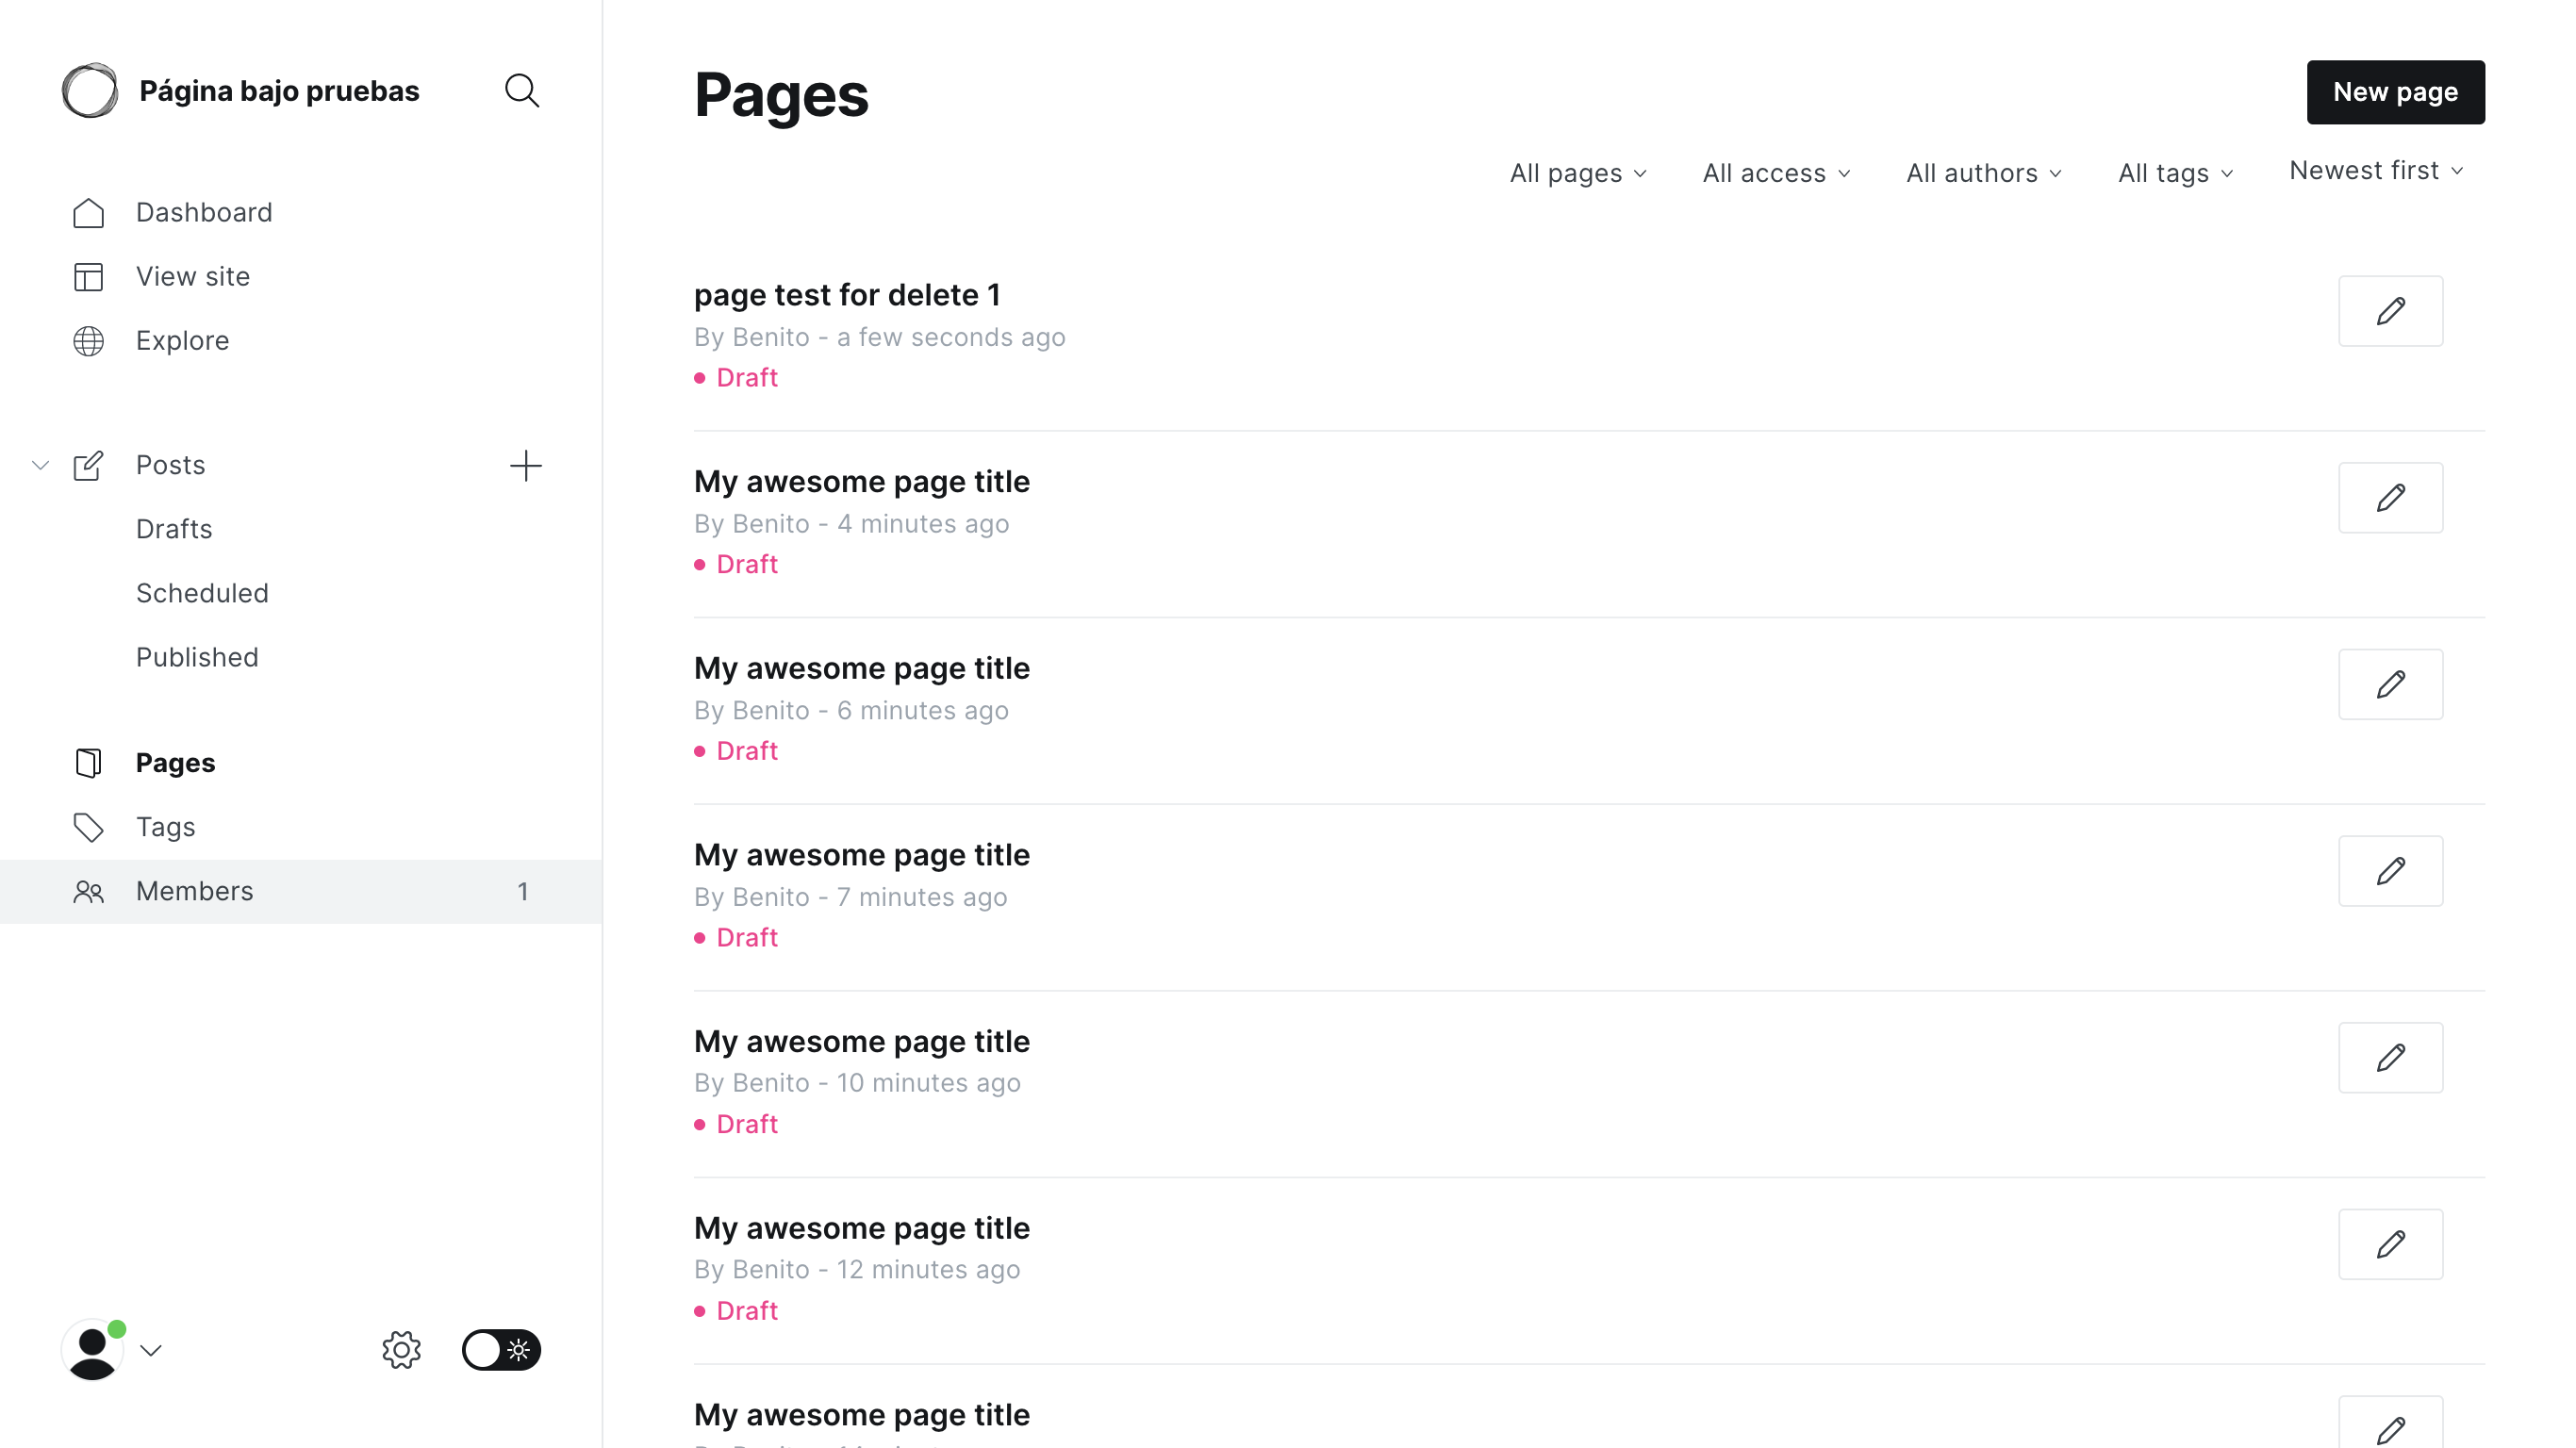 Página bajo pruebas
Dashboard
View site
Explore
Posts
Drafts
Scheduled
Published
Pages
Tags
Members 1
Pages
New page
All pages All access All authors All tags Newest first
page test for delete 1
By Benito - a few seconds ago
Draft
My awesome page title
By Benito - 4 minutes ago
Draft
My awesome page title
By Benito - 6 minutes ago
Draft
My awesome page title
By Benito - 7 minutes ago
Draft
My awesome page title
By Benito - 10 minutes ago
Draft
My awesome page title
By Benito - 12 minutes ago
Draft
My awesome page title